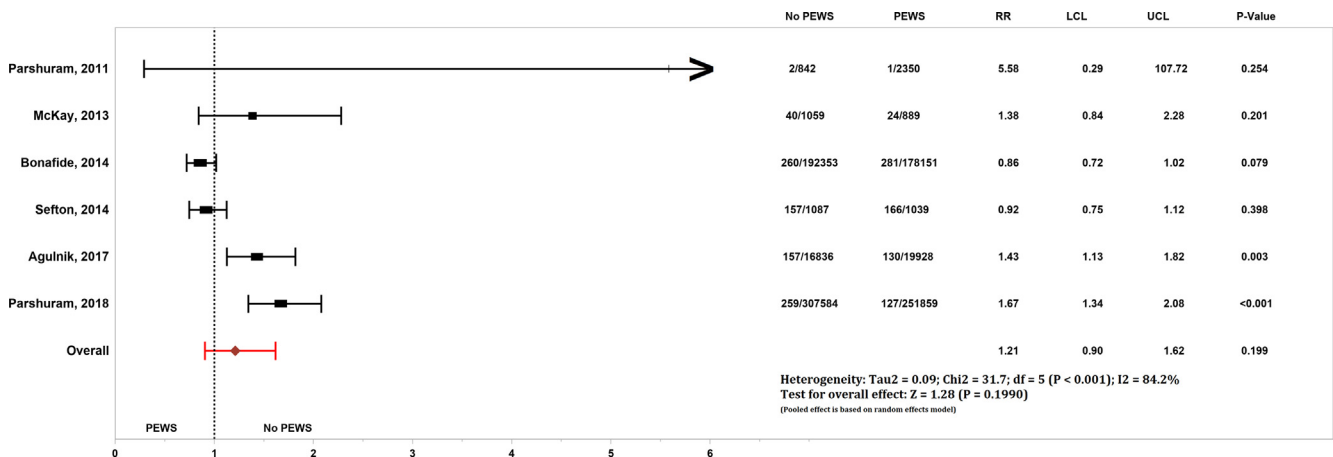 No PEWS PEWS RR LCL UCL P-Value
Parshuram, 2011 2/842 1/2350 5.58 0.29 107.72 0.254
McKay, 2013 40/1059 24/889 1.38 0.84 2.28 0.201
Bonafide, 2014 260/192353 281/178151 0.86 0.72 1.02 0.079
Sefton, 2014 157/1087 166/1039 0.92 0.75 1.12 0.398
Agulnik, 2017 157/16836 130/19928 1.43 1.13 1.82 0.003
Parshuram, 2018 259/307584 127/251859 1.67 1.34 2.08 <0.001
Overall 1.21 0.90 1.62 0.199
Heterogeneity: Tau2 = 0.09; Chi2 = 31.7; df = 5 (P < 0.001); I2 = 84.2%
Test for overall effect: Z = 1.28 (P = 0.1990)
(Pooled effect is based on random effects model)
PEWS No PEWS
0 1 2 3 4 5 6